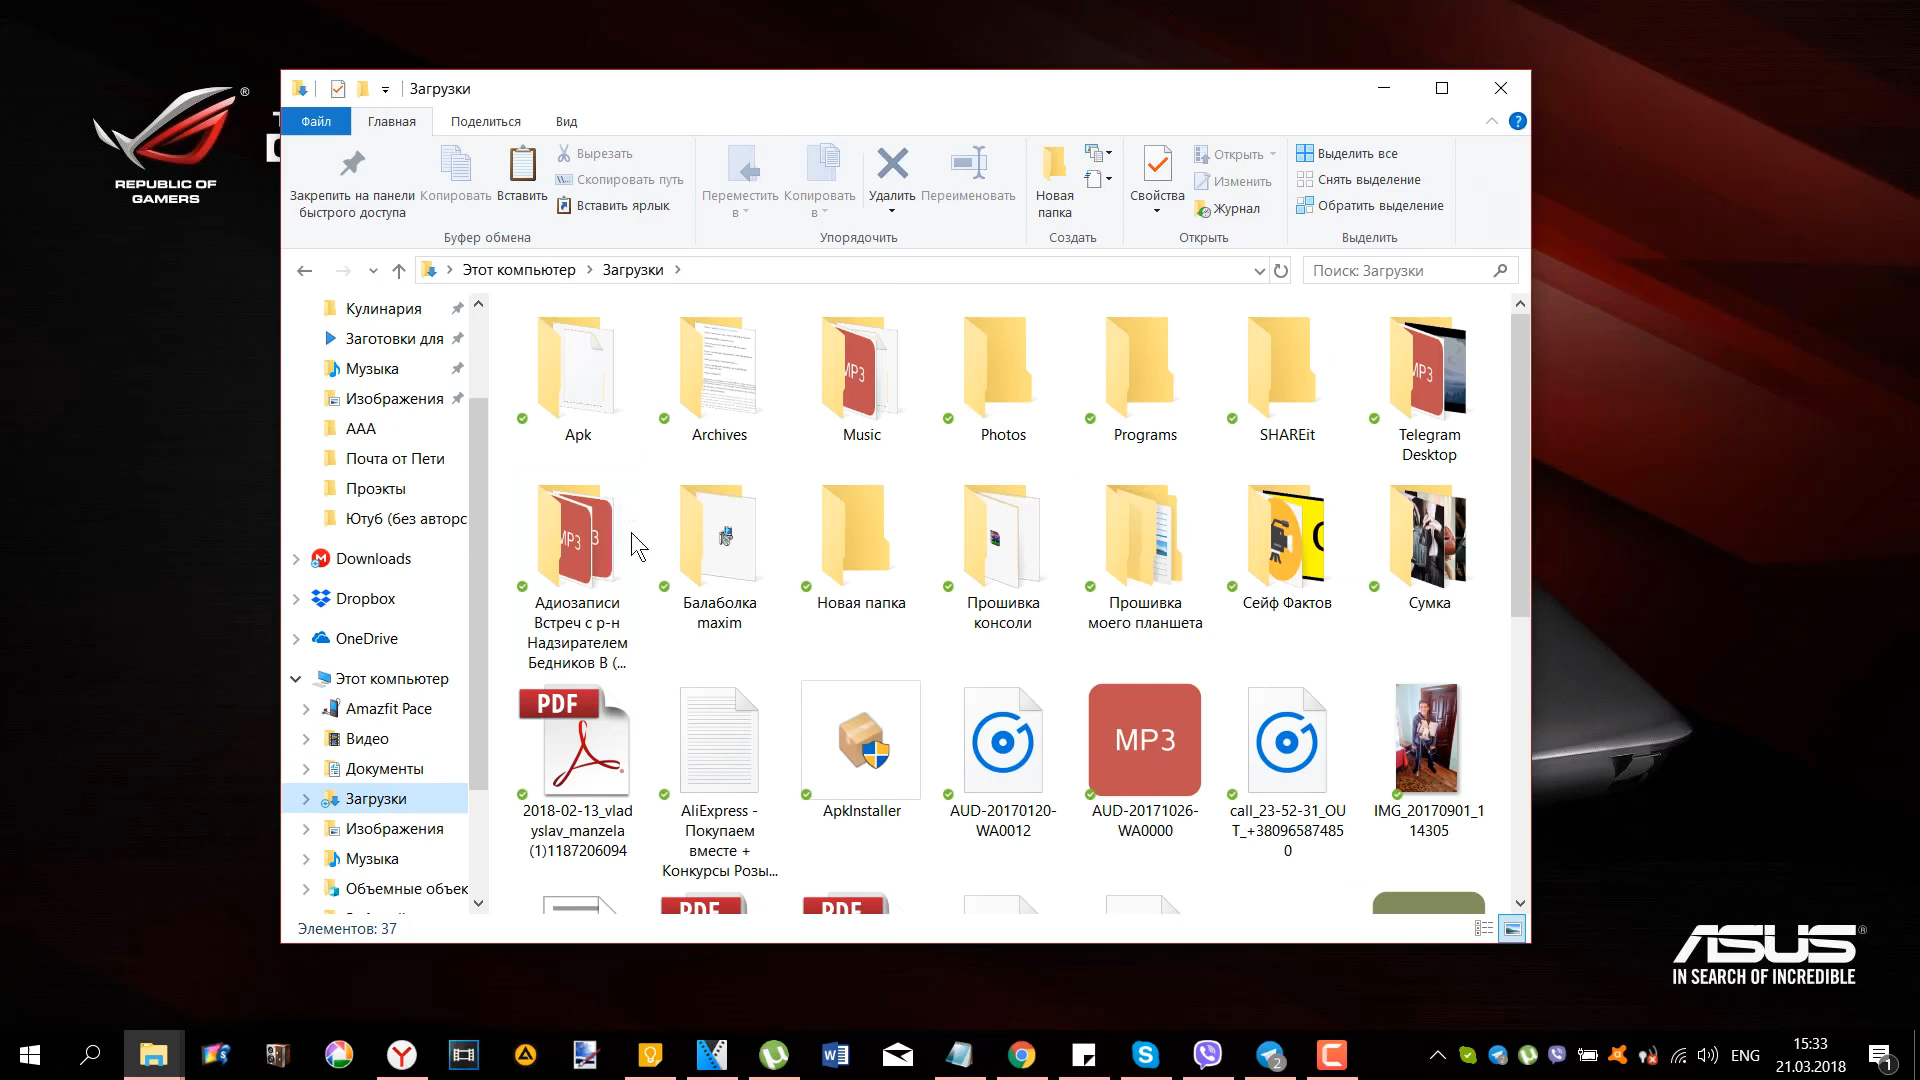 Загрузки
Файл
Главная
Поделиться
Вид
Закрепить на панели
быстрого доступа
Копировать
Вставить
Вырезать
Скопировать путь
Вставить ярлык
Буфер обмена
Переместить
в
Копировать
в
Удалить
Переименовать
Упорядочить
Новая
папка
Создать
Свойства
Открыть
Изменить
Журнал
Открыть
Выделить все
Снять выделение
Обратить выделение
Выделить
Этот компьютер
Загрузки
Поиск: Загрузки
Кулинария
Заготовки для
Музыка
Изображения
AAA
Почта от Пети
Проэкты
Ютуб (без авторс
Downloads
Dropbox
OneDrive
Этот компьютер
Amazfit Pace
Видео
Документы
Загрузки
Изображения
Музыка
Объемные объек
Apk
Archives
Music
Photos
Programs
SHAREit
Telegram
Desktop
Адиозаписи
Встреч с р-н
Надзирателем
Бедников В (...
Балаболка
maxim
Новая папка
Прошивка
консоли
Прошивка
моего планшета
Сейф Фактов
Сумка
PDF
2018-02-13_vlad
yslav_manzela
(1)1187206094
AliExpress -
Покупаем
вместе +
Конкурсы Розы...
ApkInstaller
AUD-20170120-
WA0012
MP3
AUD-20171026-
WA0000
call_23-52-31_OU
T_+38096587485
0
IMG_20170901_1
14305
PDF
PDF
Элементов: 37
REPUBLIC OF
GAMERS
ASUS
IN SEARCH OF INCREDIBLE
ENG
15:33
21.03.2018
1
2